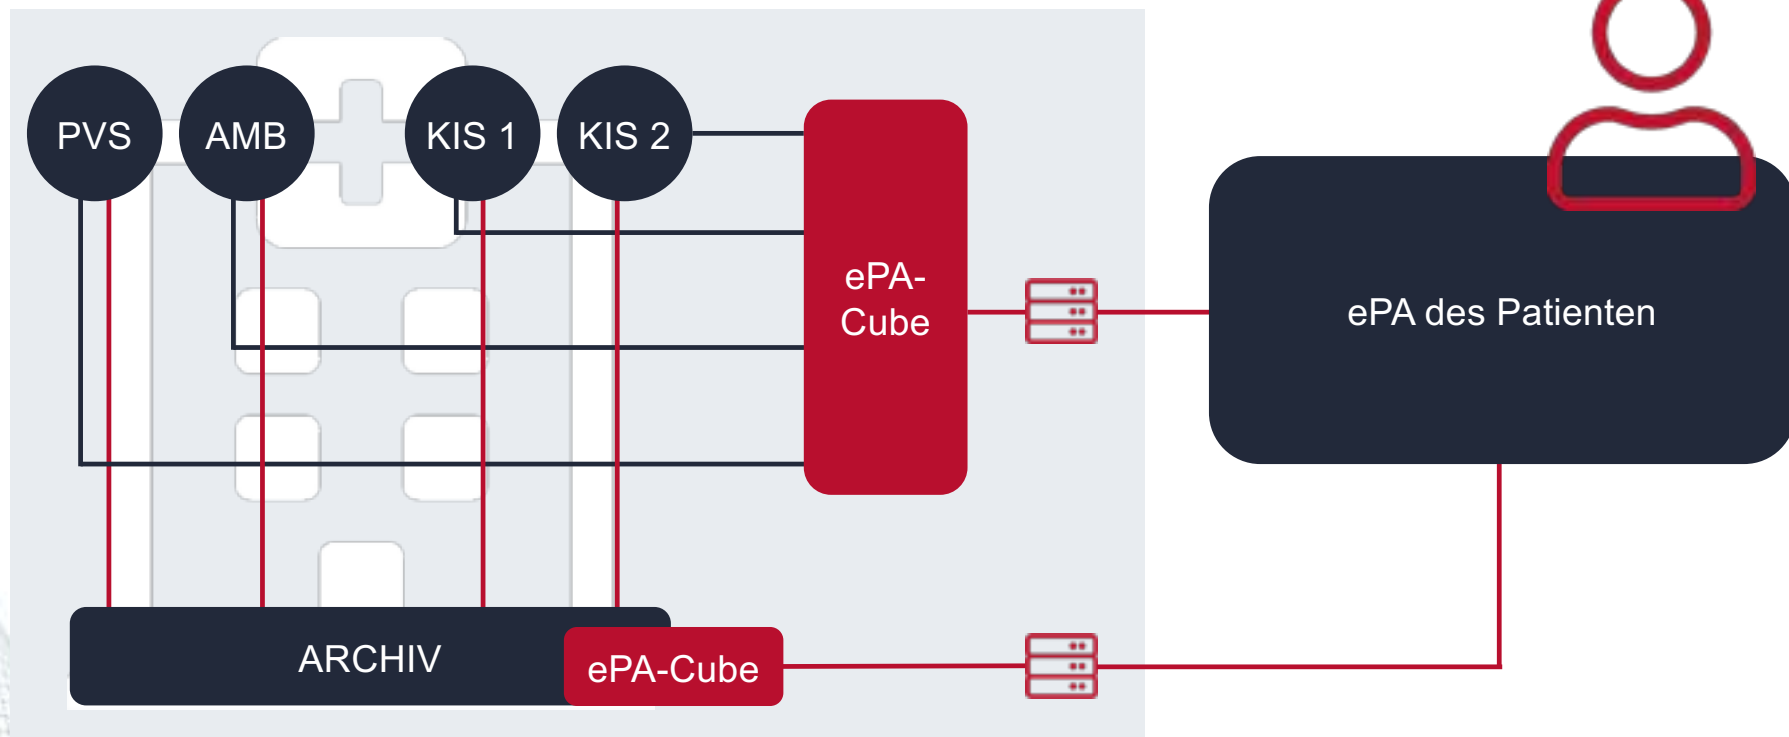 PVS
AMB
KIS 1
KIS 2
ePA-
Cube
ePA des Patienten
ARCHIV
ePA-Cube